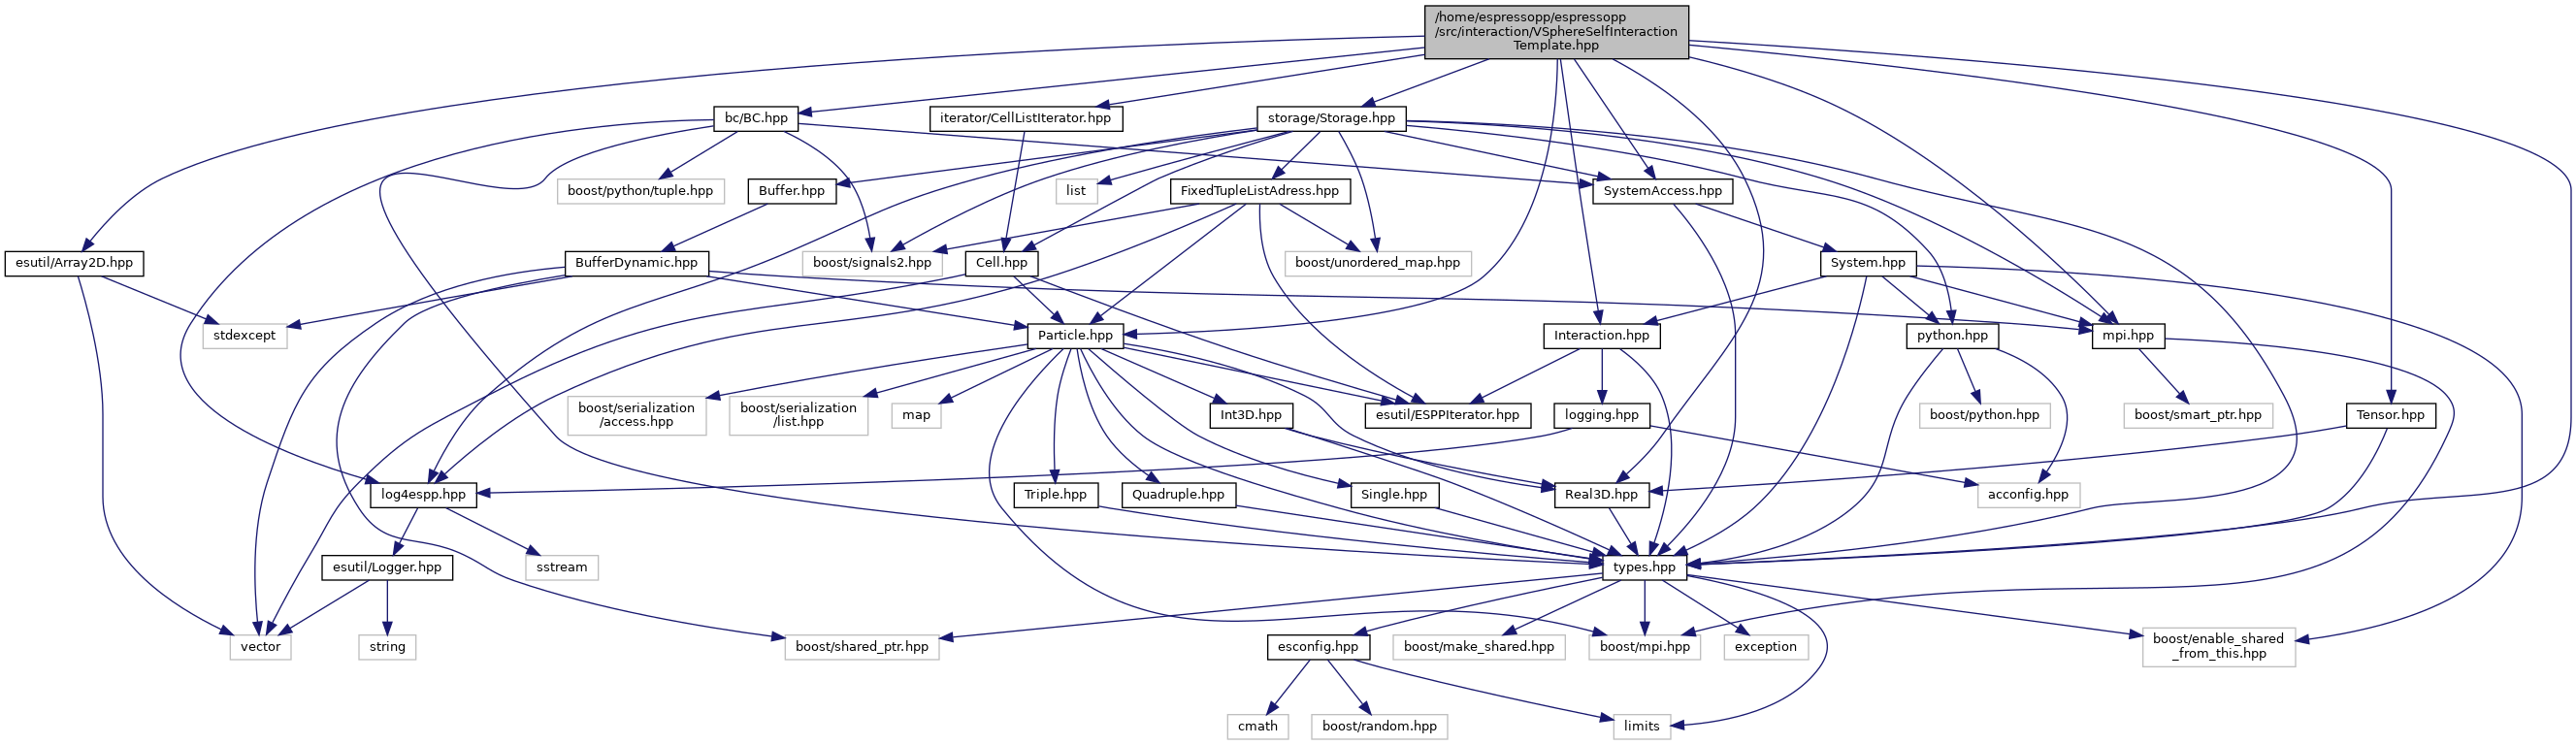 /home/espressopp/espressopp
/src/interaction/VSphereSelfInteraction
Template.hpp
bc/BC.hpp
iterator/CellListIterator.hpp
storage/Storage.hpp
boost/python/tuple.hpp
Buffer.hpp
list
FixedTupleListAdress.hpp
SystemAccess.hpp
esutil/Array2D.hpp
BufferDynamic.hpp
boost/signals2.hpp
Cell.hpp
boost/unordered_map.hpp
System.hpp
stdexcept
Particle.hpp
Interaction.hpp
python.hpp
mpi.hpp
boost/serialization
/access.hpp
boost/serialization
/list.hpp
map
Int3D.hpp
esutil/ESPPIterator.hpp
logging.hpp
boost/python.hpp
boost/smart_ptr.hpp
Tensor.hpp
log4espp.hpp
Triple.hpp
Quadruple.hpp
Single.hpp
Real3D.hpp
acconfig.hpp
esutil/Logger.hpp
sstream
types.hpp
vector
string
boost/shared_ptr.hpp
esconfig.hpp
boost/make_shared.hpp
boost/mpi.hpp
exception
boost/enable_shared
_from_this.hpp
cmath
boost/random.hpp
limits